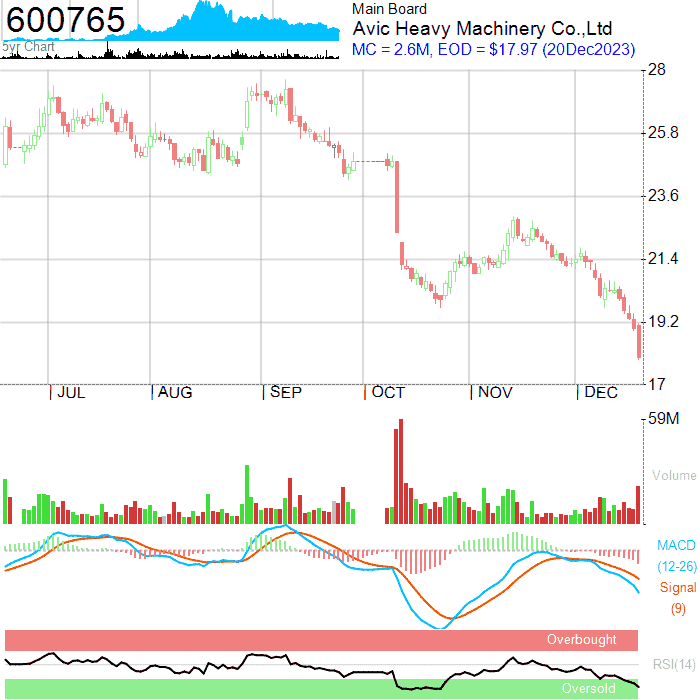 600765
5yr Chart
Main Board
Avic Heavy Machinery Co.,Ltd
MC = 2.6M, EOD = $17.97 (20Dec2023)
28
25.8
23.6
21.4
19.2
17
JUL
AUG
SEP
OCT
NOV
DEC
59M
Volume
MACD
(12-26)
Signal
(9)
Overbought
RSI(14)
Oversold